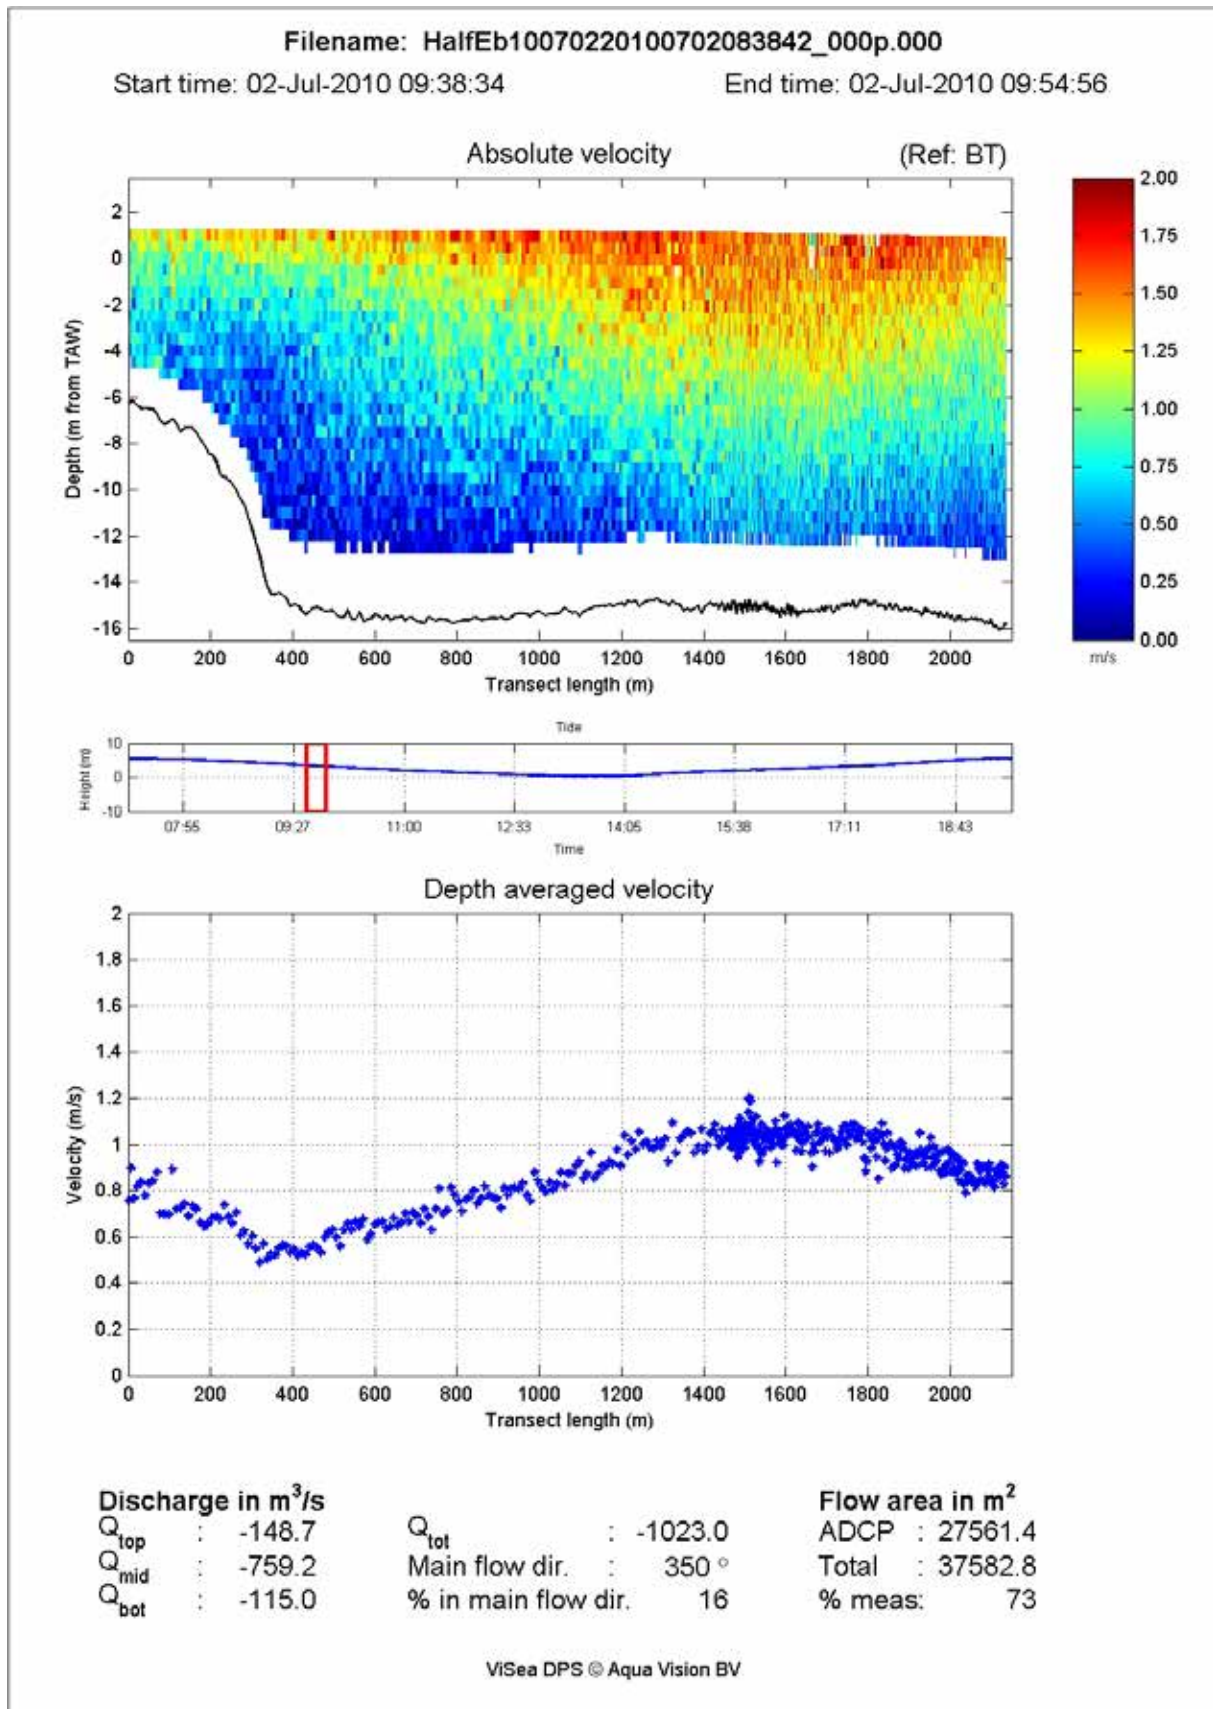 Filename: HalfEb10070220100702083842_000p.000
Start time: 02-Jul-2010 09:38:34 End time: 02-Jul-2010 09:54:56
Absolute velocity (Ref: BT)
Depth (m from TAW)
2
0
-2
-4
-6
-8
-10
-12
-14
-16
0 200 400 600 800 1000 1200 1400 1600 1800 2000
Transect length (m)
2.00
1.75
1.50
1.25
1.00
0.75
0.50
0.25
0.00
m/s
Tide
Height (m)
10
0
-10
07:55 09:27 11:00 12:33 14:05 15:38 17:11 18:43
Time
Depth averaged velocity
Velocity (m/s)
2
1.8
1.6
1.4
1.2
1
0.8
0.6
0.4
0.2
0
0 200 400 600 800 1000 1200 1400 1600 1800 2000
Transect length (m)
Discharge in m³/s Flow area in m²
Qtop : -148.7 Qtot : -1023.0 ADCP : 27561.4
Qmid : -759.2 Main flow dir. : 350 ° Total : 37582.8
Qbot : -115.0 % in main flow dir. 16 % meas: 73
ViSea DPS © Aqua Vision BV